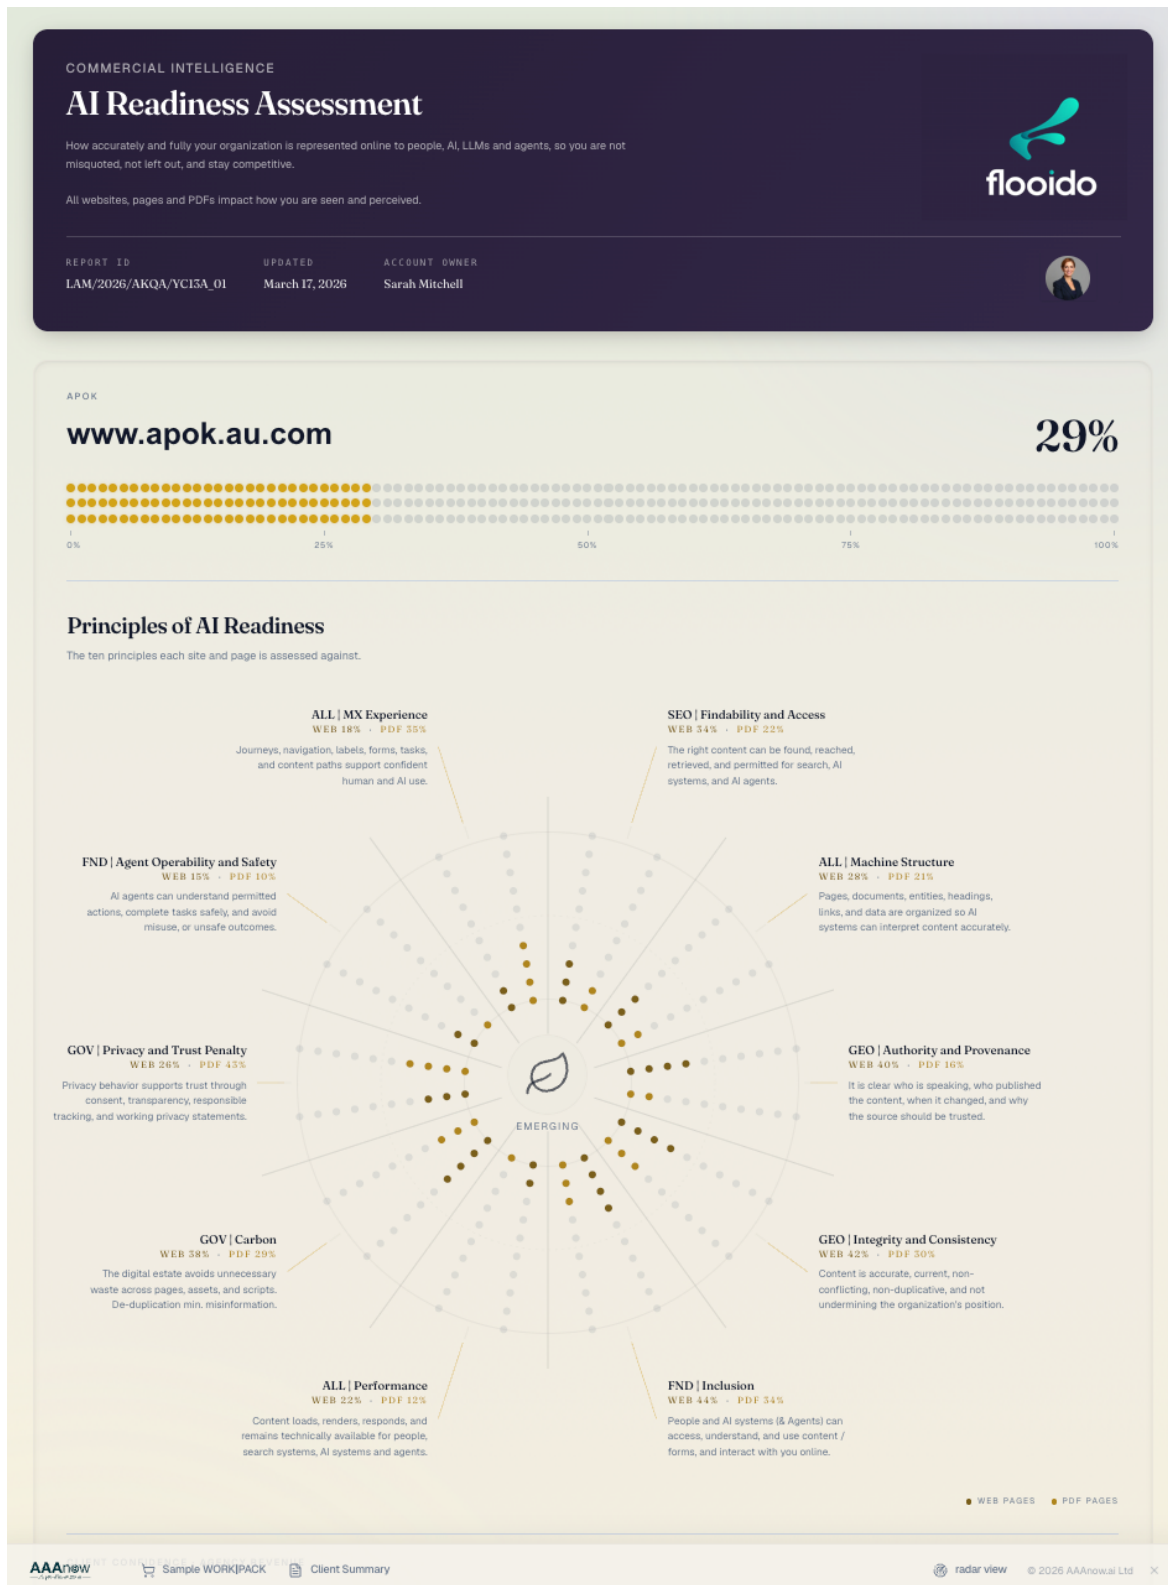 COMMERCIAL INTELLIGENCE
AI Readiness Assessment
How accurately and fully your organization is represented online to people, AI, LLMs and agents, so you are not
misquoted, not left out, and stay competitive.
All websites, pages and PDFs impact how you are seen and perceived.
flooido
REPORT ID
UPDATED
ACCOUNT OWNER
LAM/2026/AKQA/YC13A_01
March 17, 2026
Sarah Mitchell
APOK
www.apok.au.com
29%
0%
25%
50%
75%
100%
Principles of AI Readiness
The ten principles each site and page is assessed against.
ALL | MX Experience
WEB 18% · PDF 35%
Journeys, navigation, labels, forms, tasks,
and content paths support confident
human and AI use.
SEO | Findability and Access
WEB 34% · PDF 22%
The right content can be found, reached,
retrieved, and permitted for search, AI
systems, and AI agents.
FND | Agent Operability and Safety
WEB 15% · PDF 10%
AI agents can understand permitted
actions, complete tasks safely, and avoid
misuse, or unsafe outcomes.
ALL | Machine Structure
WEB 28% · PDF 21%
Pages, documents, entities, headings,
links, and data are organized so AI
systems can interpret content accurately.
GOV | Privacy and Trust Penalty
WEB 26% · PDF 43%
Privacy behavior supports trust through
consent, transparency, responsible
tracking, and working privacy statements.
GEO | Authority and Provenance
WEB 40% · PDF 16%
It is clear who is speaking, who published
the content, when it changed, and why
the source should be trusted.
EMERGING
GOV | Carbon
WEB 38% · PDF 29%
The digital estate avoids unnecessary
waste across pages, assets, and scripts.
De-duplication min. misinformation.
GEO | Integrity and Consistency
WEB 42% · PDF 30%
Content is accurate, current, non-
conflicting, non-duplicative, and not
undermining the organization's position.
ALL | Performance
WEB 22% · PDF 12%
Content loads, renders, responds, and
remains technically available for people,
search systems, AI systems and agents.
FND | Inclusion
WEB 44% · PDF 34%
People and AI systems (& Agents) can
access, understand, and use content /
forms, and interact with you online.
WEB PAGES
PDF PAGES
CLIENT CONFIDENCE · AGENCY REVENUE
AAAnow
Sample WORK|PACK
Client Summary
radar view
© 2026 AAAnow.ai Ltd